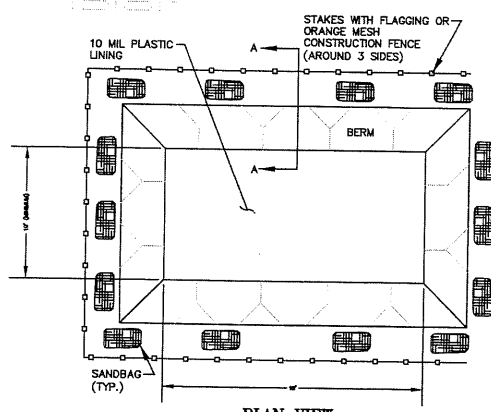 STAKES WITH FLAGGING OR
ORANGE MESH
CONSTRUCTION FENCE
(AROUND 3 SIDES)
10 MIL PLASTIC
LINING
A
BERM
A
SANDBAG
(TYP.)
PLAN VIEW